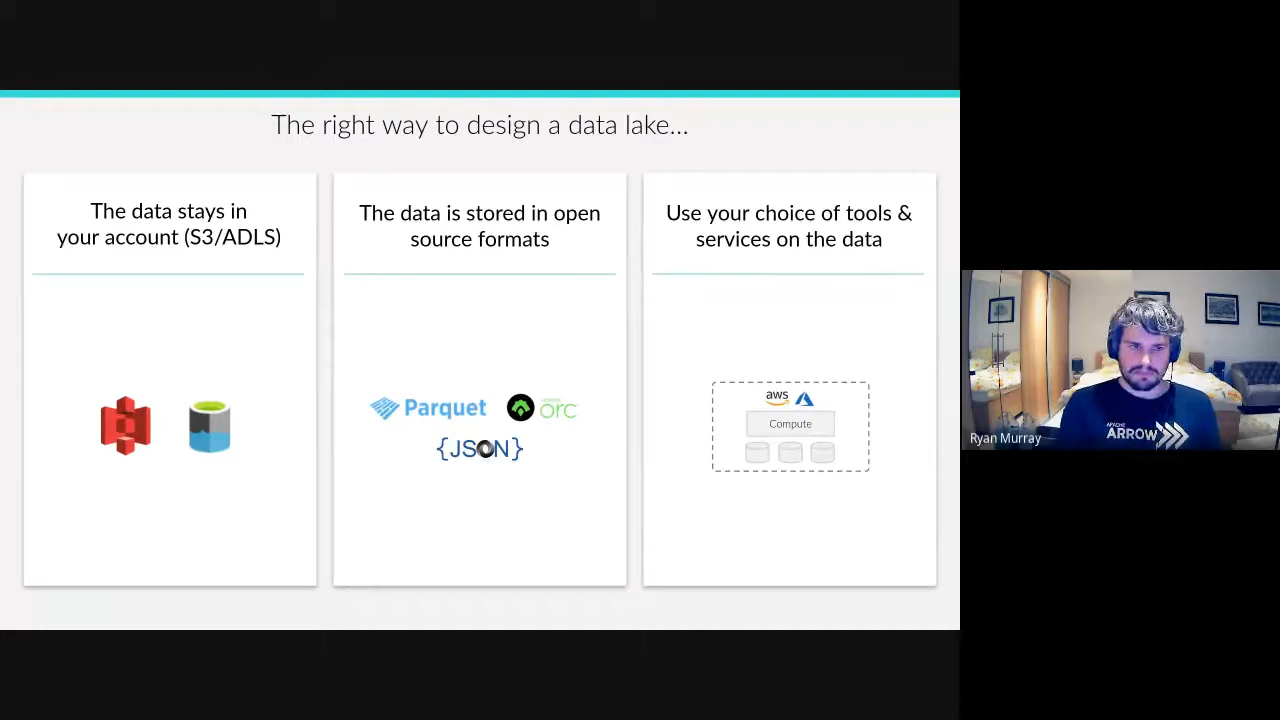 The right way to design a data lake...
The data stays in
your account (S3/ADLS)
The data is stored in open
source formats
Use your choice of tools &
services on the data
Parquet
orc
{JSON}
aws
Compute
Ryan Murray
APACHE
ARROW